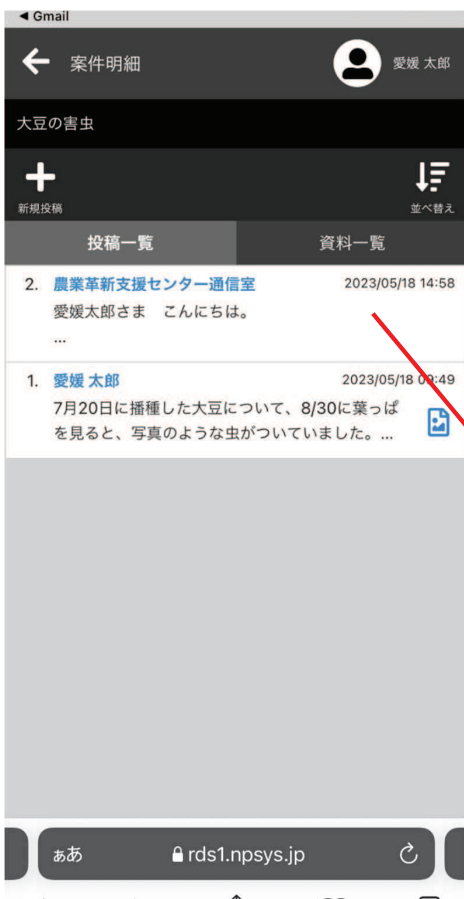 ◀ Gmail
案件明細
愛媛 太郎
大豆の害虫
新規投稿
並べ替え
投稿一覧
資料一覧
2. 農業革新支援センター通信室 2023/05/18 14:58
愛媛太郎さま　こんにちは。
...
1. 愛媛 太郎 2023/05/18 09:49
7月20日に播種した大豆について、8/30に葉っぱ
を見ると、写真のような虫がついていました。...
ぁあ rds1.npsys.jp